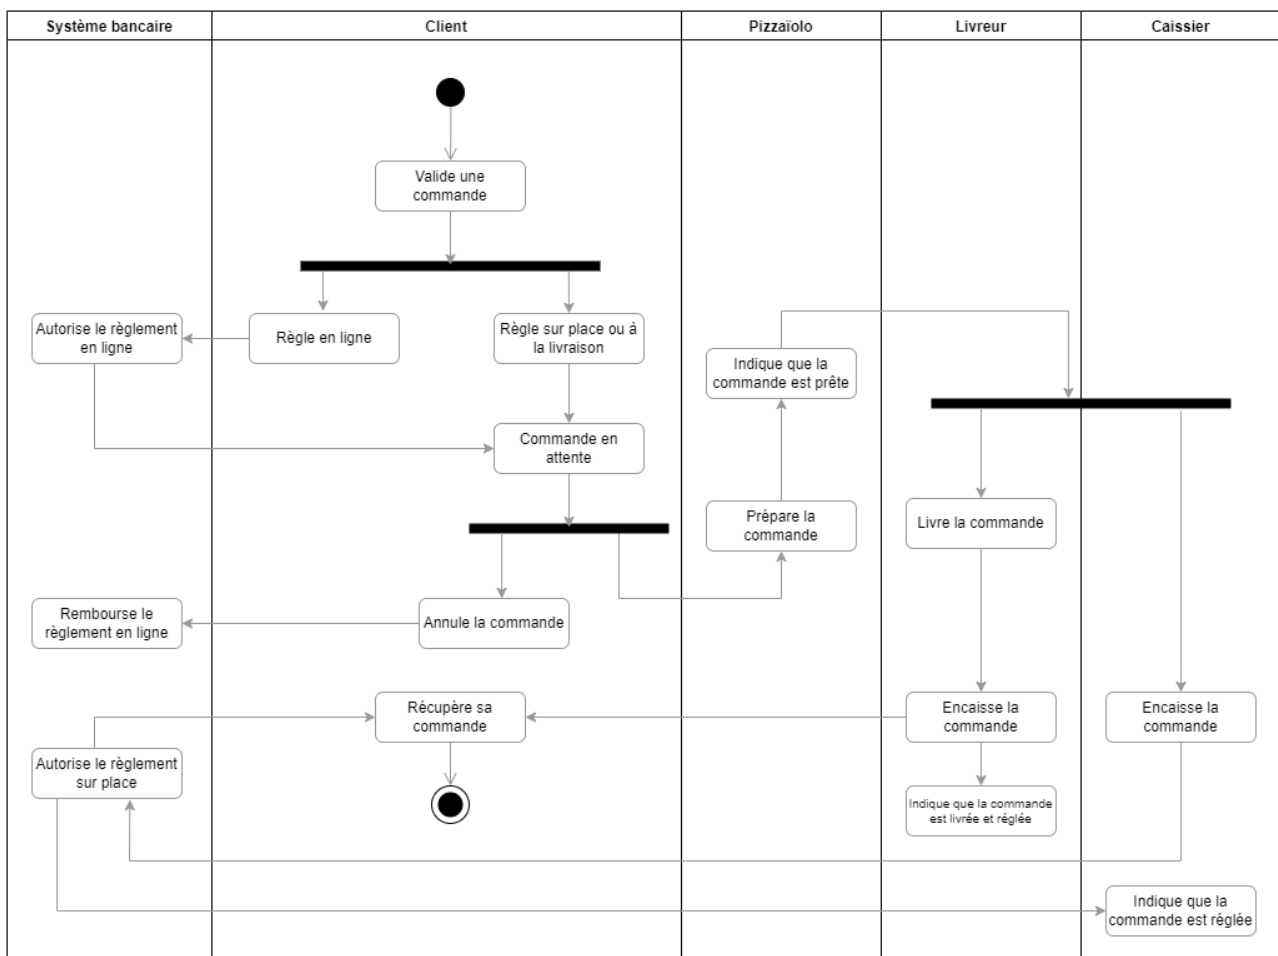 Système bancaire
Client
Pizzaïolo
Livreur
Caissier
Valide une
commande
Autorise le règlement
en ligne
Règle en ligne
Règle sur place ou à
la livraison
Indique que la
commande est prête
Commande en
attente
Prépare la
commande
Livre la commande
Rembourse le
règlement en ligne
Annule la commande
Récupère sa
commande
Encaisse la
commande
Encaisse la
commande
Autorise le règlement
sur place
Indique que la commande
est livrée et réglée
Indique que la
commande est réglée